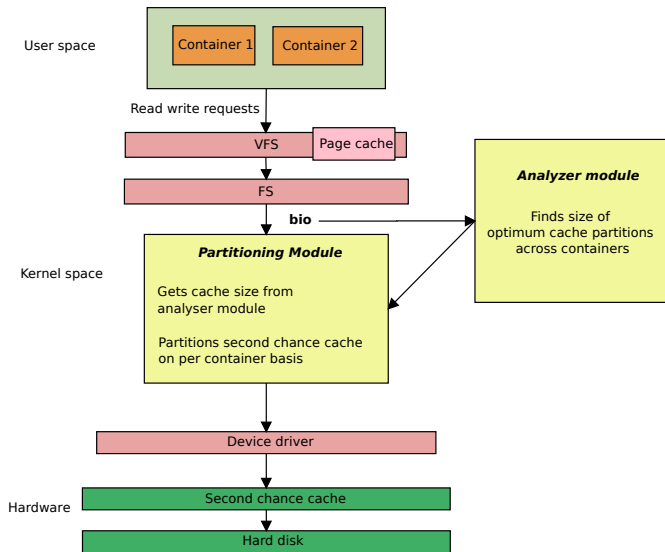 User space
Container 1
Container 2
Read write requests
VFS
Page cache
FS
bio
Analyzer module
Finds size of
optimum cache partitions
across containers
Kernel space
Partitioning Module
Gets cache size from
analyser module
Partitions second chance cache
on per container basis
Device driver
Hardware
Second chance cache
Hard disk